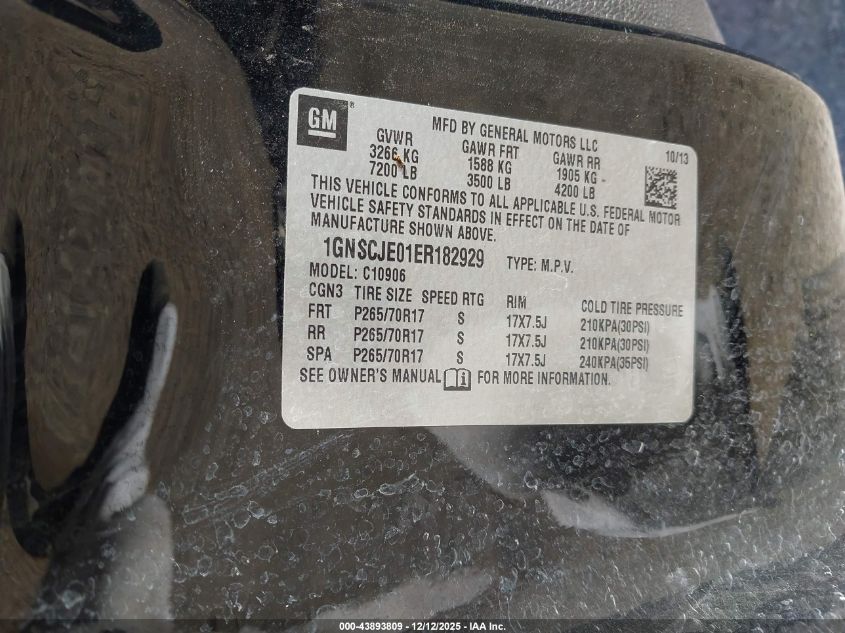 GM®
MFD BY GENERAL MOTORS LLC
10/13
GVWR GAWR FRT GAWR RR
3266 KG 1588 KG 1905 KG -
7200 LB 3500 LB 4200 LB
THIS VEHICLE CONFORMS TO ALL APPLICABLE U.S. FEDERAL MOTOR
VEHICLE SAFETY STANDARDS IN EFFECT ON THE DATE OF
MANUFACTURE SHOWN ABOVE.
1GNSCJE01ER182929 TYPE: M.P.V.
MODEL: C10906
CGN3 TIRE SIZE SPEED RTG RIM COLD TIRE PRESSURE
FRT P265/70R17 S 17X7.5J 210KPA(30PSI)
RR P265/70R17 S 17X7.5J 210KPA(30PSI)
SPA P265/70R17 S 17X7.5J 240KPA(35PSI)
SEE OWNER'S MANUAL i FOR MORE INFORMATION.
000-43893809 - 12/12/2025 - IAA Inc.